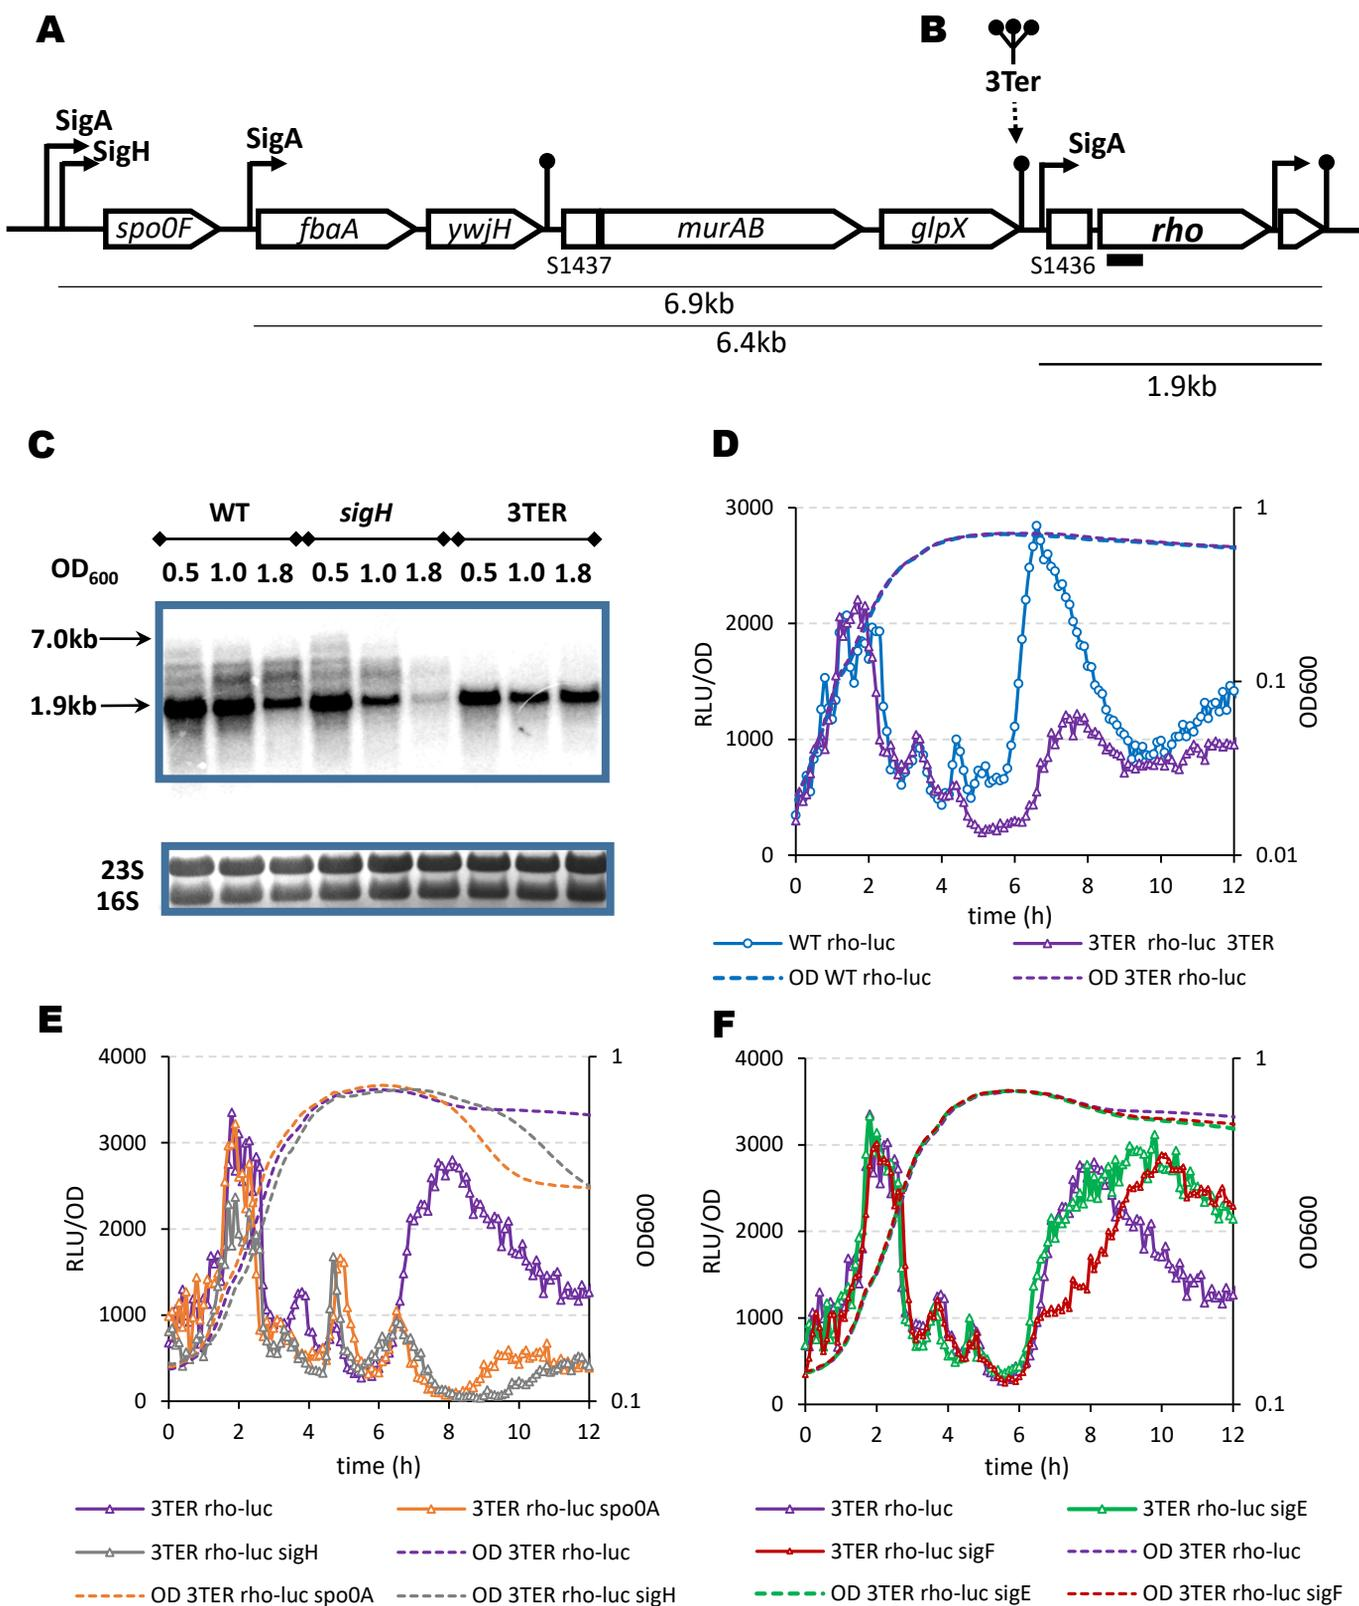 A
B
3Ter
SigA
SigH
SigA
SigA
spo0F
fbaA
ywjH
murAB
glpX
rho
S1437
S1436
6.9kb
6.4kb
1.9kb
C
WT sigH 3TER
OD600 0.5 1.0 1.8 0.5 1.0 1.8 0.5 1.0 1.8
7.0kb
1.9kb
23S
16S
D
3000
2000
1000
0
RLU/OD
1
0.1
0.01
OD600
0 2 4 6 8 10 12
time (h)
WT rho-luc
3TER rho-luc 3TER
OD WT rho-luc
OD 3TER rho-luc
E
4000
3000
2000
1000
0
RLU/OD
1
0.1
OD600
0 2 4 6 8 10 12
time (h)
3TER rho-luc
3TER rho-luc spo0A
3TER rho-luc sigH
OD 3TER rho-luc
OD 3TER rho-luc spo0A
OD 3TER rho-luc sigH
F
4000
3000
2000
1000
0
RLU/OD
1
0.1
OD600
0 2 4 6 8 10 12
time (h)
3TER rho-luc
3TER rho-luc sigE
3TER rho-luc sigF
OD 3TER rho-luc
OD 3TER rho-luc sigE
OD 3TER rho-luc sigF